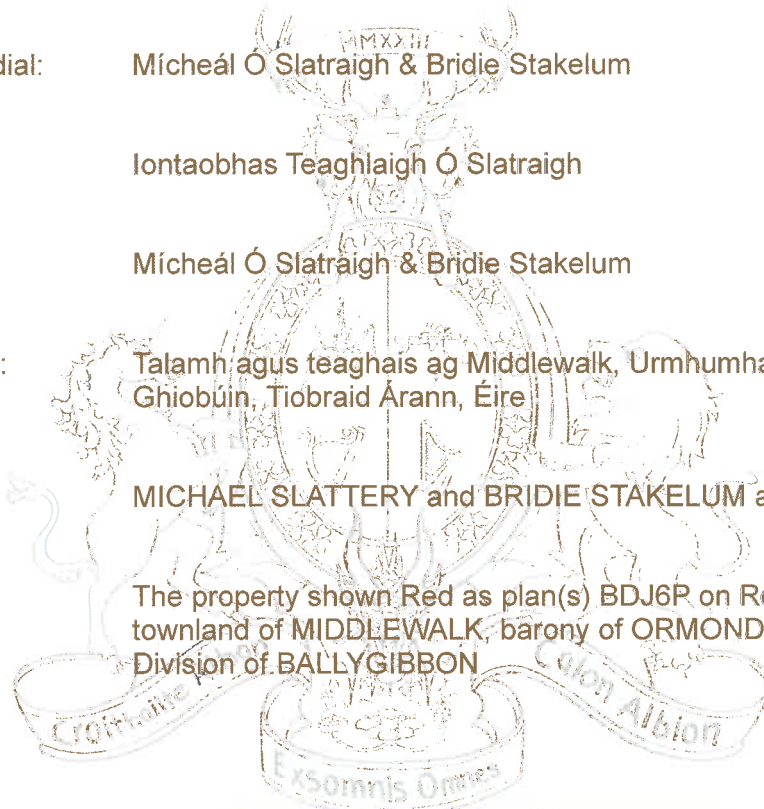 MMXXIII
dial: Mícheál Ó Slatraigh & Bridie Stakelum
Iontaobhas Teaghlaigh Ó Slatraigh
Mícheál Ó Slatraigh & Bridie Stakelum
: Talamh agus teaghais ag Middlewalk, Urmhumha
Ghiobúin, Tiobraid Árann, Éire
MICHAEL SLATTERY and BRIDIE STAKELUM a
The property shown Red as plan(s) BDJ6P on Re
townland of MIDDLEWALK, barony of ORMOND
Division of BALLYGIBBON
Albion
Exsomnis Omnes